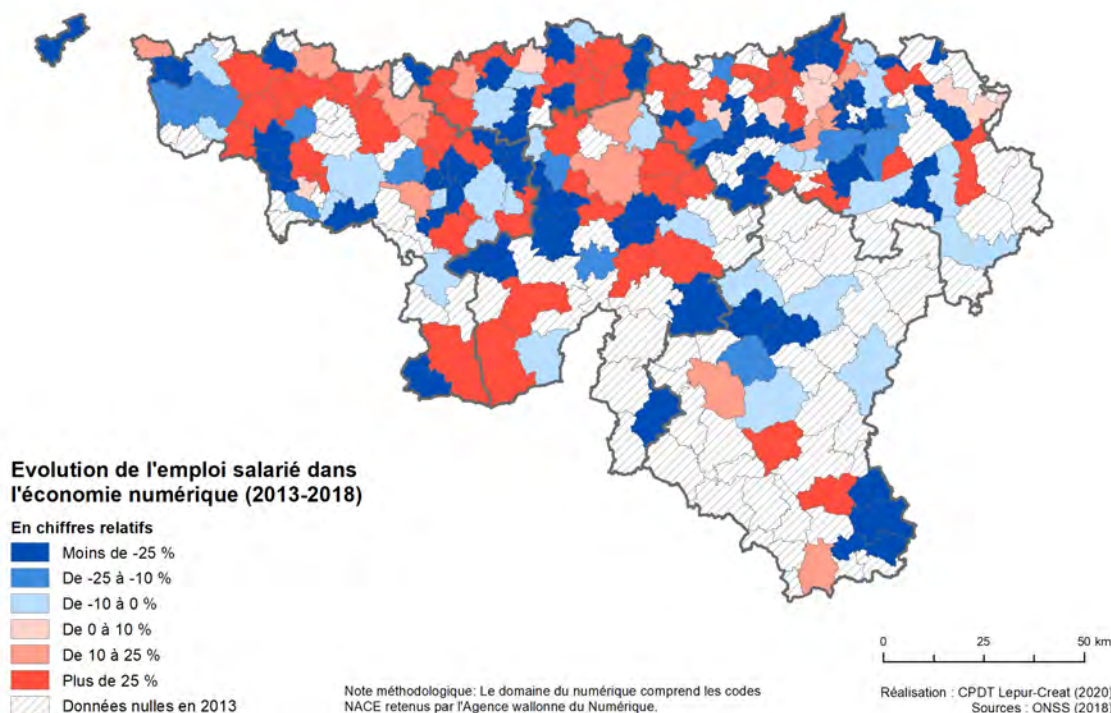 Evolution de l'emploi salarié dans
l'économie numérique (2013-2018)
En chiffres relatifs
Moins de -25 %
De -25 à -10 %
De -10 à 0 %
De 0 à 10 %
De 10 à 25 %
Plus de 25 %
Données nulles en 2013
Note méthodologique: Le domaine du numérique comprend les codes
NACE retenus par l'Agence wallonne du Numérique.
0 25 50 km
Réalisation : CPDT Lepur-Creat (2020)
Sources : ONSS (2018)